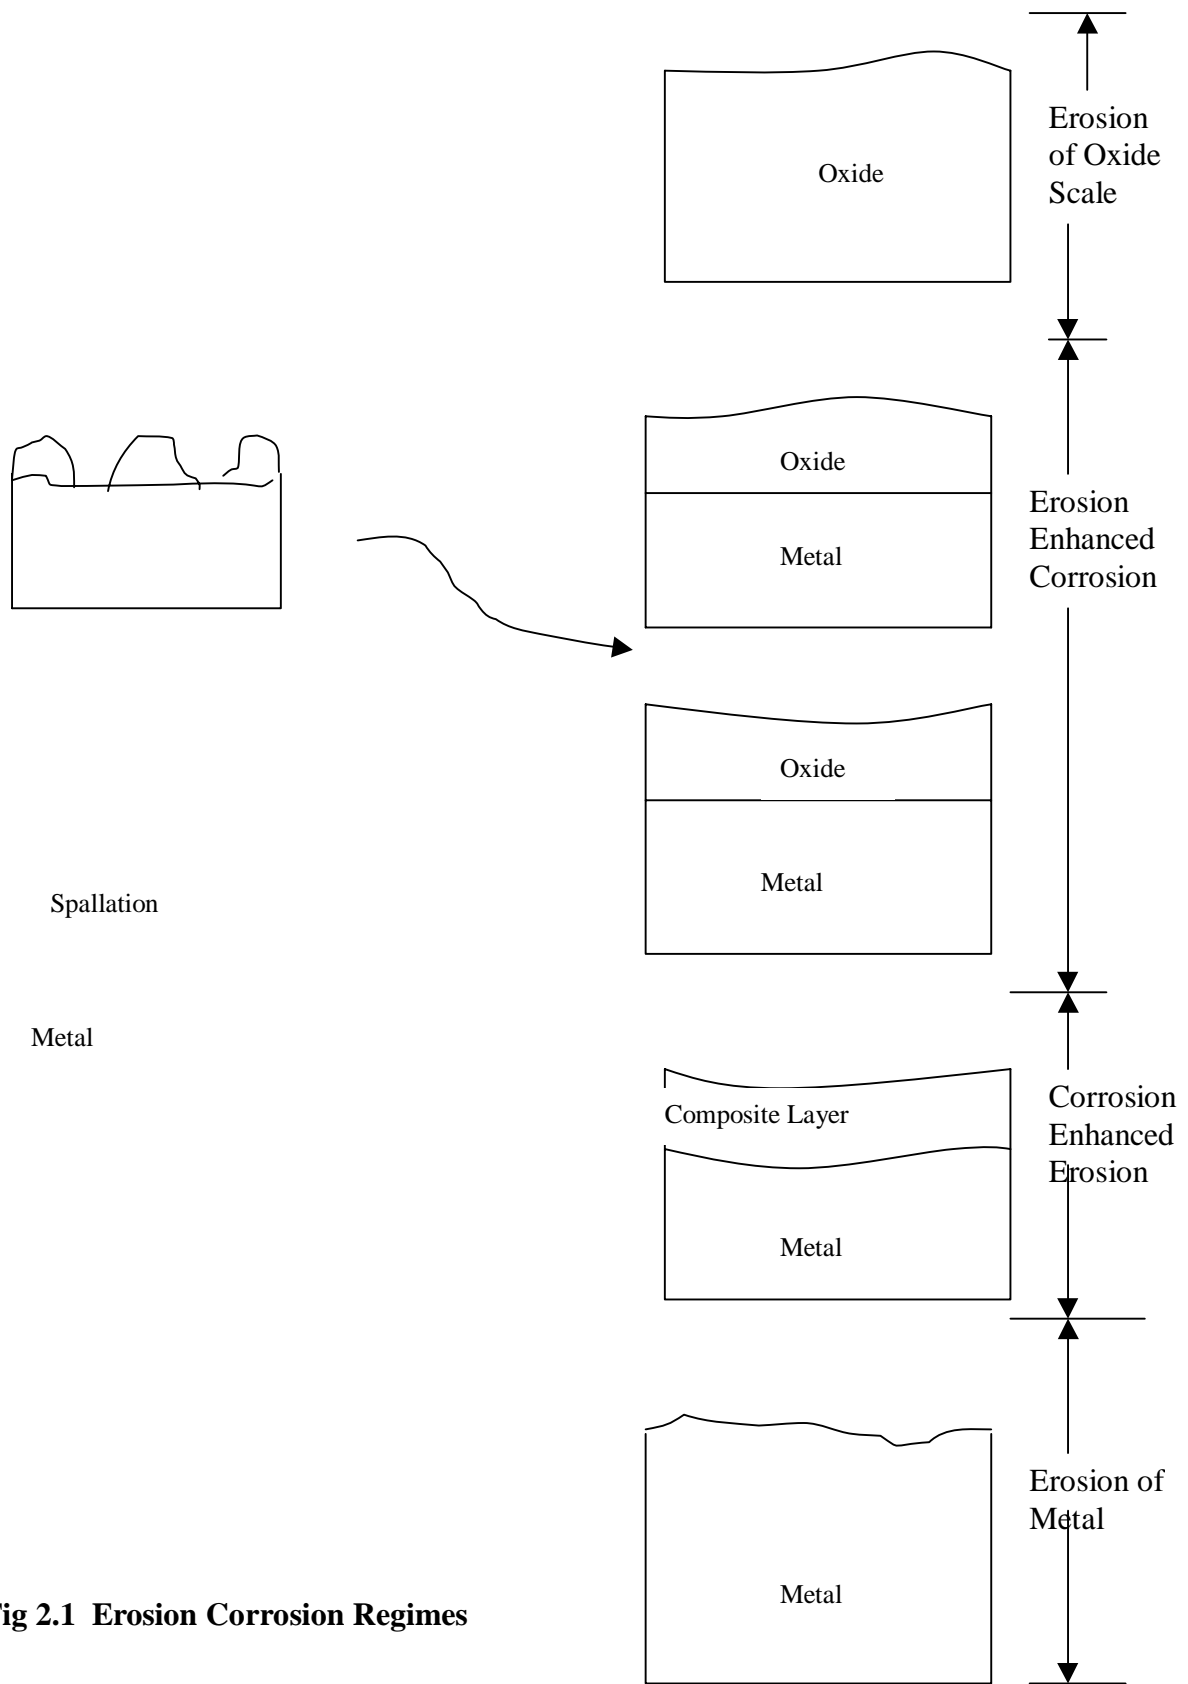 Oxide
Erosion
of Oxide
Scale
Oxide
Metal
Erosion
Enhanced
Corrosion
Oxide
Metal
Spallation
Metal
Composite Layer
Metal
Corrosion
Enhanced
Erosion
Erosion of
Metal
Metal
ig 2.1 Erosion Corrosion Regimes